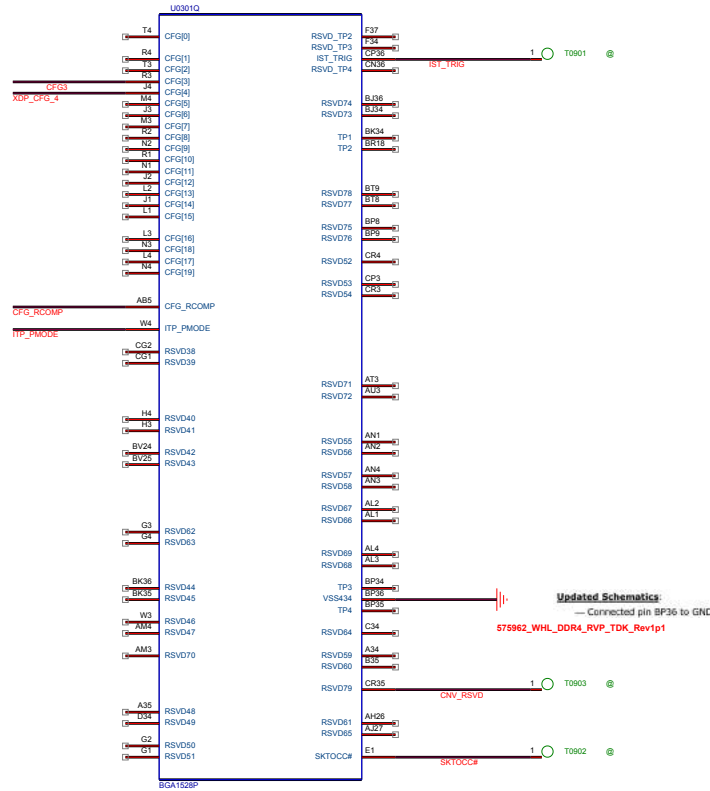 U0301Q
T4 CFG[0] RSVD_TP2 F37
RSVD_TP3 F34
R4 CFG[1] IST_TRIG CP36 IST_TRIG 1 T0901 @
T3 CFG[2] RSVD_TP4 CN36
CFG3 R3 CFG[3]
XDP_CFG_4 J4 CFG[4]
M4 CFG[5] RSVD74 BJ36
J3 CFG[6] RSVD73 BJ34
M3 CFG[7]
R2 CFG[8] TP1 BK34
N2 CFG[9] TP2 BR18
R1 CFG[10]
N1 CFG[11]
J2 CFG[12]
L2 CFG[13] RSVD78 BT9
J1 CFG[14] RSVD77 BT8
L1 CFG[15]
RSVD75 BP8
L3 CFG[16] RSVD76 BP9
N3 CFG[18]
L4 CFG[17] RSVD52 CR4
N4 CFG[19]
RSVD53 CP3
RSVD54 CR3
CFG_RCOMP AB5 CFG_RCOMP
ITP_PMODE W4 ITP_PMODE
CG2 RSVD38
CG1 RSVD39
RSVD71 AT3
RSVD72 AU3
H4 RSVD40
H3 RSVD41
RSVD55 AN1
BV24 RSVD42 RSVD56 AN2
BV25 RSVD43
RSVD57 AN4
RSVD58 AN3
RSVD67 AL2
RSVD66 AL1
G3 RSVD62
G4 RSVD63
RSVD69 AL4
RSVD68 AL3
BK36 RSVD44 TP3 BP34
BK35 RSVD45 VSS434 BP36
TP4 BP35
Updated Schematics:
— Connected pin BP36 to GND
575962_WHL_DDR4_RVP_TDK_Rev1p1
W3 RSVD46
AM4 RSVD47 RSVD64 C34
AM3 RSVD70 RSVD59 A34
RSVD60 B35
RSVD79 CR35 CNV_RSVD 1 T0903 @
A35 RSVD48
D34 RSVD49 RSVD61 AH26
RSVD65 AJ27
G2 RSVD50
G1 RSVD51 SKTOCC# E1 SKTOCC# 1 T0902 @
BGA1528P